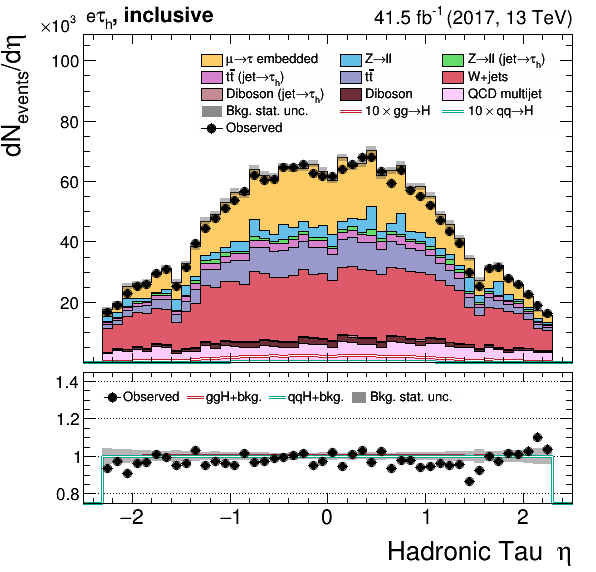 ×10³ eτh, inclusive 41.5 fb⁻¹ (2017, 13 TeV)
dNevents/dη
μ→τ embedded Z→ll Z→ll (jet→τh)
tt̄ (jet→τh) tt̄ W+jets
Diboson (jet→τh) Diboson QCD multijet
Bkg. stat. unc. 10 × gg→H 10 × qq→H
Observed
100
80
60
40
20
1.4
1.2
1
0.8
Observed ggH+bkg. qqH+bkg. Bkg. stat. unc.
−2 −1 0 1 2
Hadronic Tau η